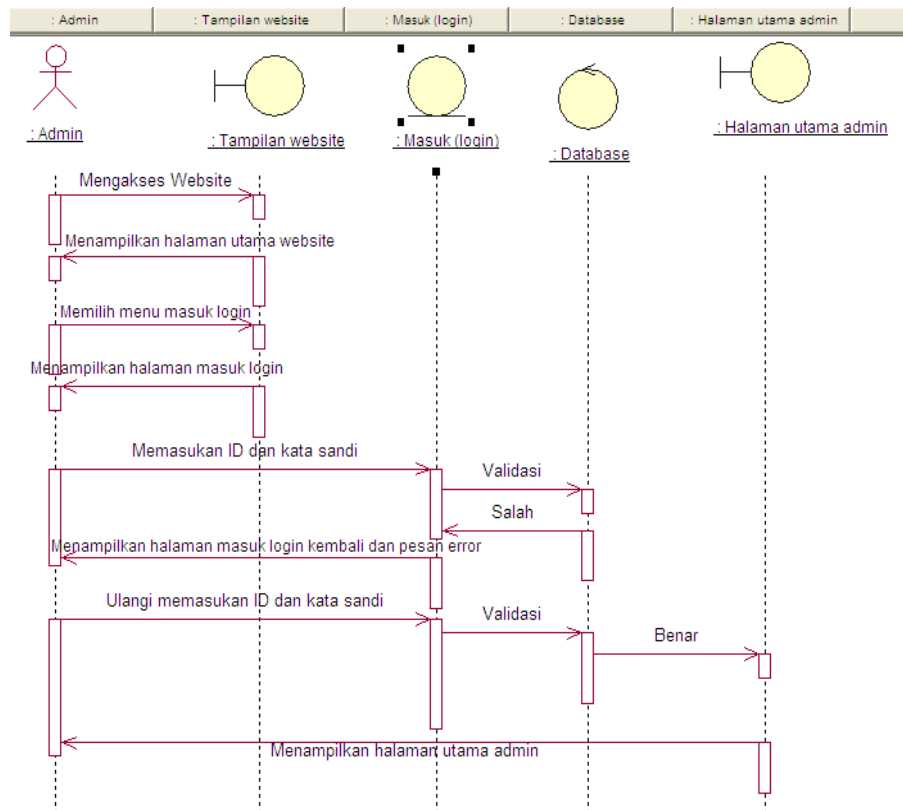 : Admin
: Tampilan website
: Masuk (login)
: Database
: Halaman utama admin
: Admin
: Tampilan website
: Masuk (login)
: Database
: Halaman utama admin
Mengakses Website
Menampilkan halaman utama website
Memilih menu masuk login
Menampilkan halaman masuk login
Memasukan ID dan kata sandi
Validasi
Salah
Menampilkan halaman masuk login kembali dan pesan error
Ulangi memasukan ID dan kata sandi
Validasi
Benar
Menampilkan halaman utama admin